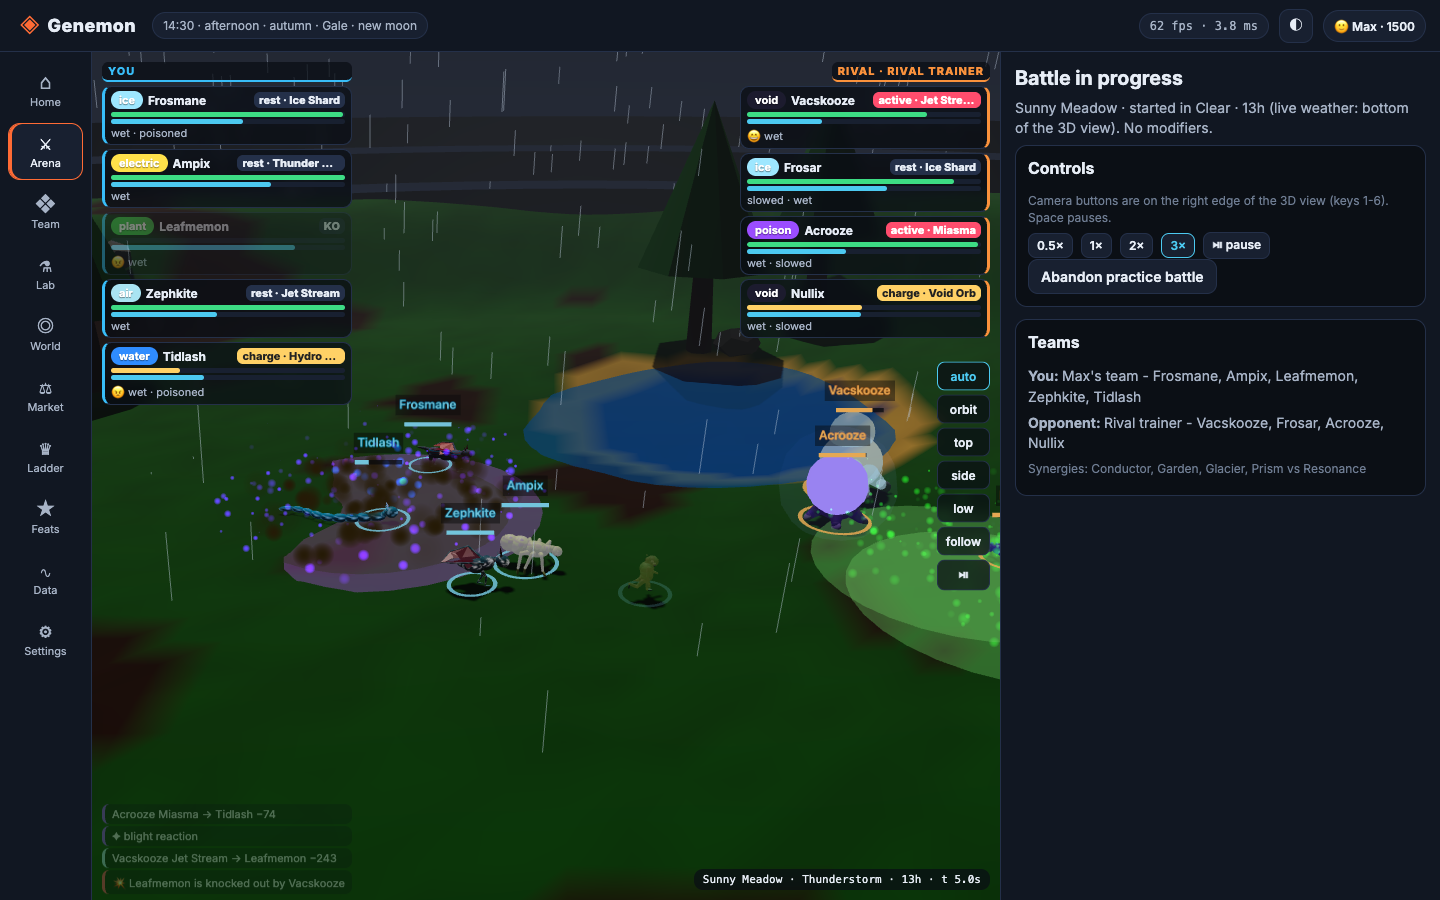 Genemon
14:30 · afternoon · autumn · Gale · new moon
62 fps · 3.8 ms
Max · 1500
Home
Arena
Team
Lab
World
Market
Ladder
Feats
Data
Settings
YOU
ice Frosmane rest · Ice Shard
wet · poisoned
electric Ampix rest · Thunder ...
wet
plant Leafmemon KO
wet
air Zephkite rest · Jet Stream
wet
water Tidlash charge · Hydro ...
wet · poisoned
RIVAL · RIVAL TRAINER
void Vacskooze active · Jet Stre...
wet
ice Frosar rest · Ice Shard
slowed · wet
poison Acrooze active · Miasma
wet · slowed
void Nullix charge · Void Orb
wet · slowed
auto
orbit
top
side
low
follow
Frosmane
Tidlash
Ampix
Zephkite
Vacskooze
Acrooze
Acrooze Miasma → Tidlash −74
✦ blight reaction
Vacskooze Jet Stream → Leafmemon −243
Leafmemon is knocked out by Vacskooze
Sunny Meadow · Thunderstorm · 13h · t 5.0s
Battle in progress
Sunny Meadow · started in Clear · 13h (live weather: bottom
of the 3D view). No modifiers.
Controls
Camera buttons are on the right edge of the 3D view (keys 1-6).
Space pauses.
0.5× 1× 2× 3× ⏯ pause
Abandon practice battle
Teams
You: Max's team - Frosmane, Ampix, Leafmemon,
Zephkite, Tidlash
Opponent: Rival trainer - Vacskooze, Frosar, Acrooze,
Nullix
Synergies: Conductor, Garden, Glacier, Prism vs Resonance